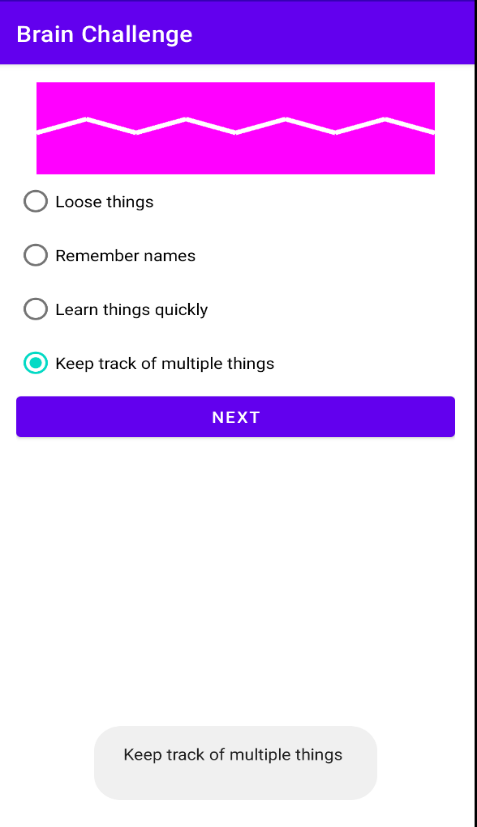 Brain Challenge
Loose things
Remember names
Learn things quickly
Keep track of multiple things
NEXT
Keep track of multiple things